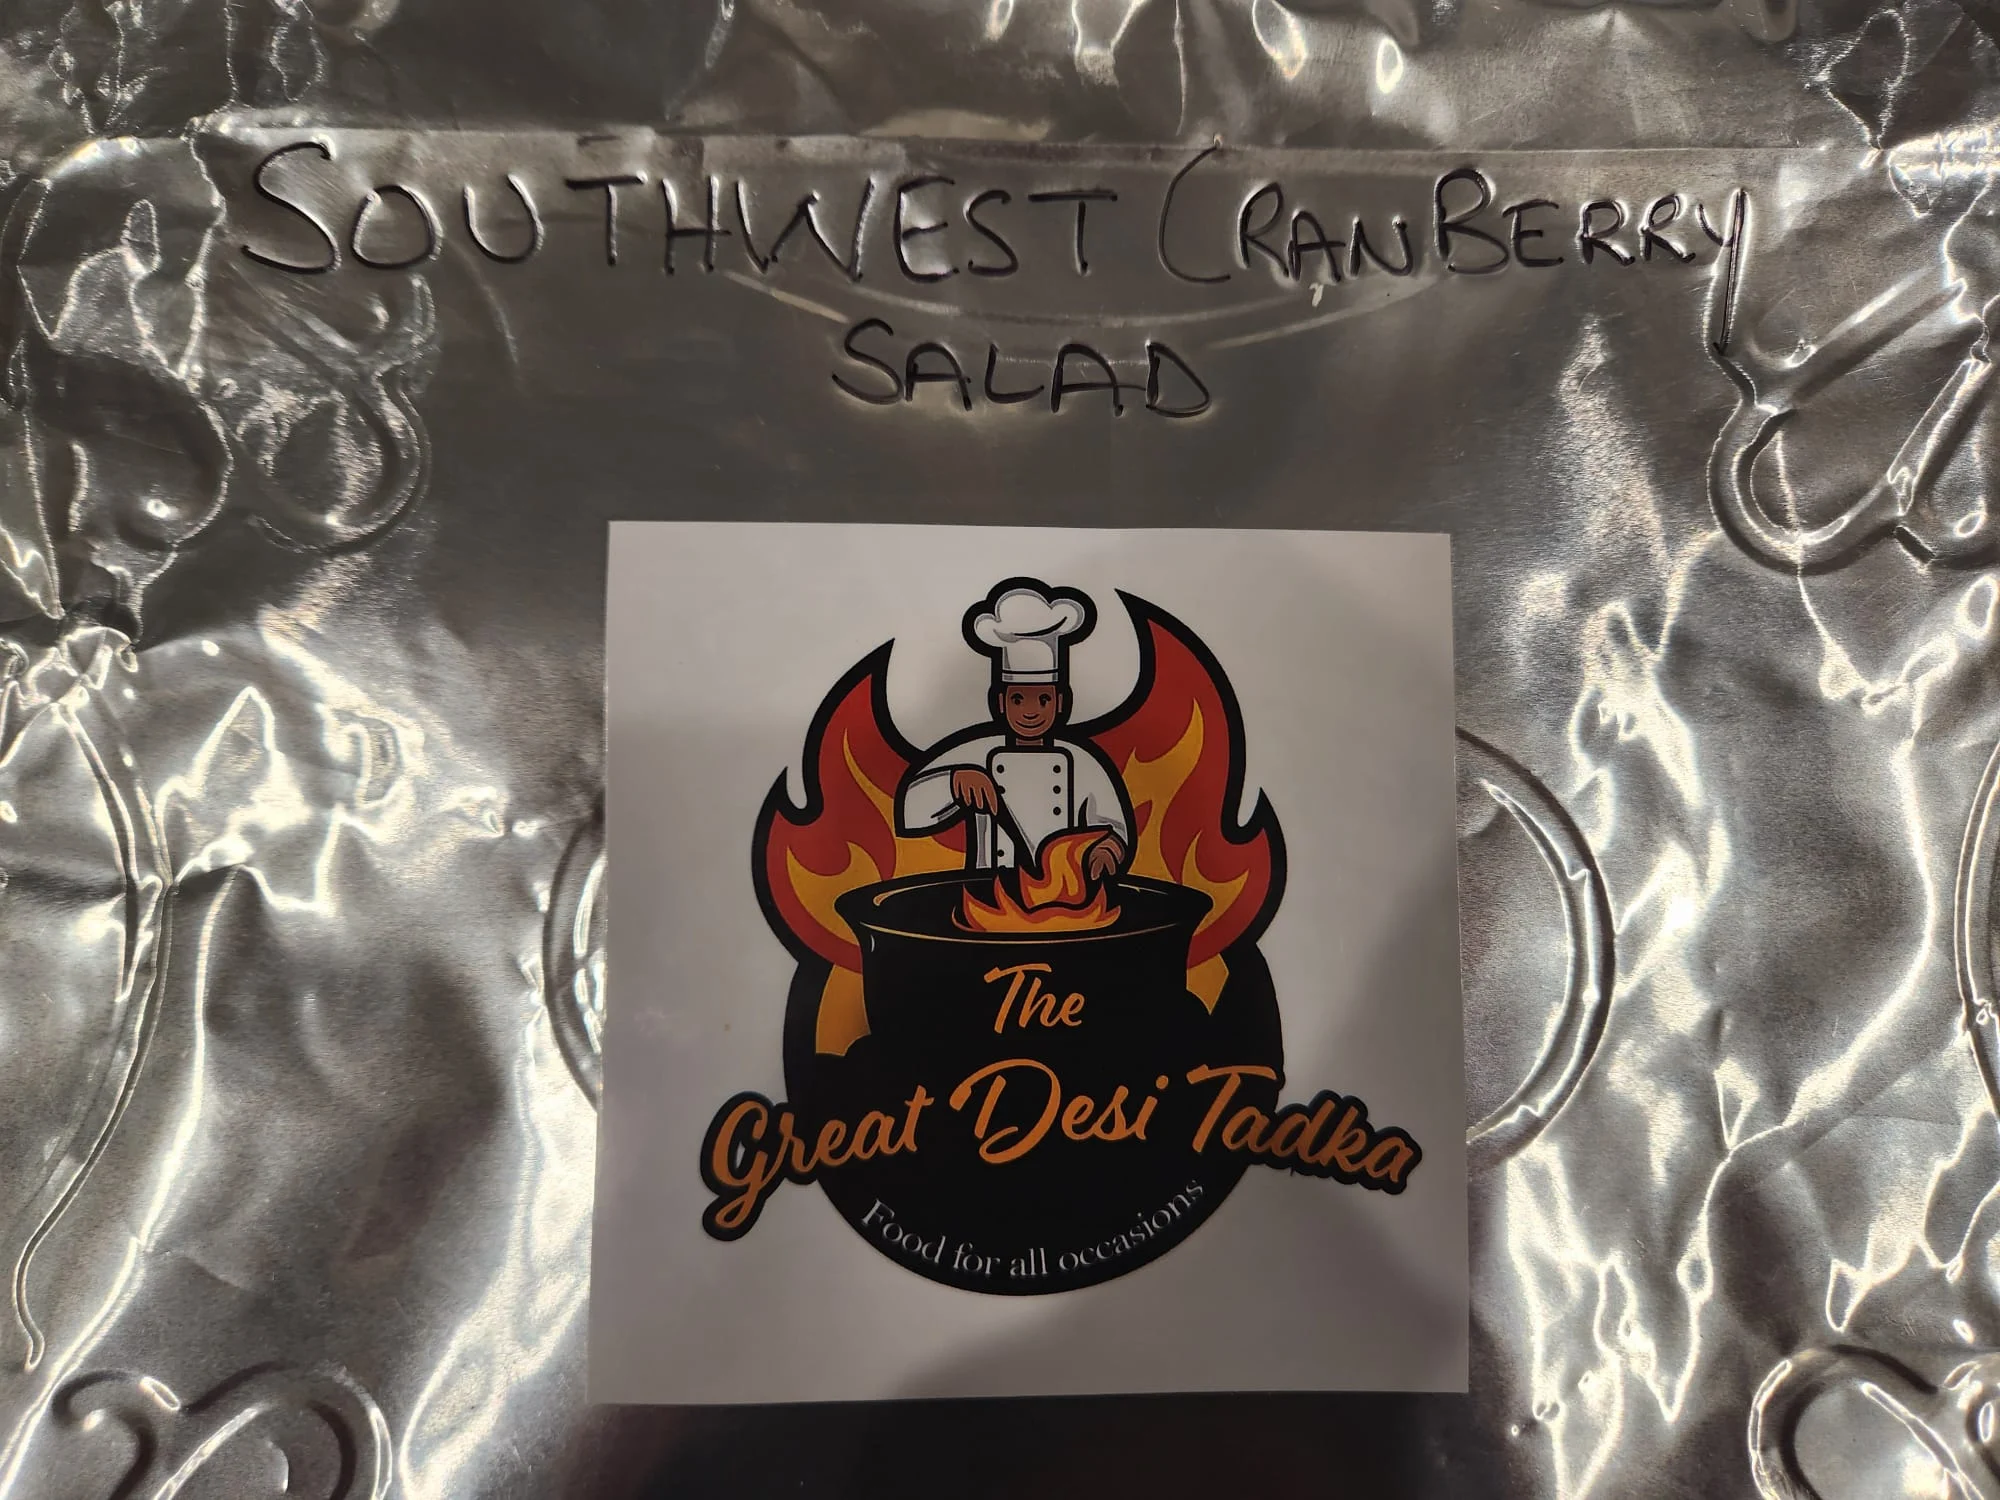 SOUTHWEST CRANBERRY
SALAD
The
Great Desi Tadka
Food for all occasions